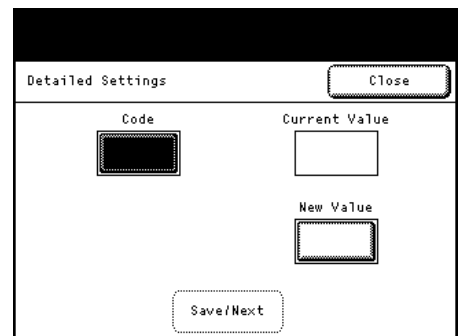 Detailed Settings Close
Code Current Value
New Value
Save/Next